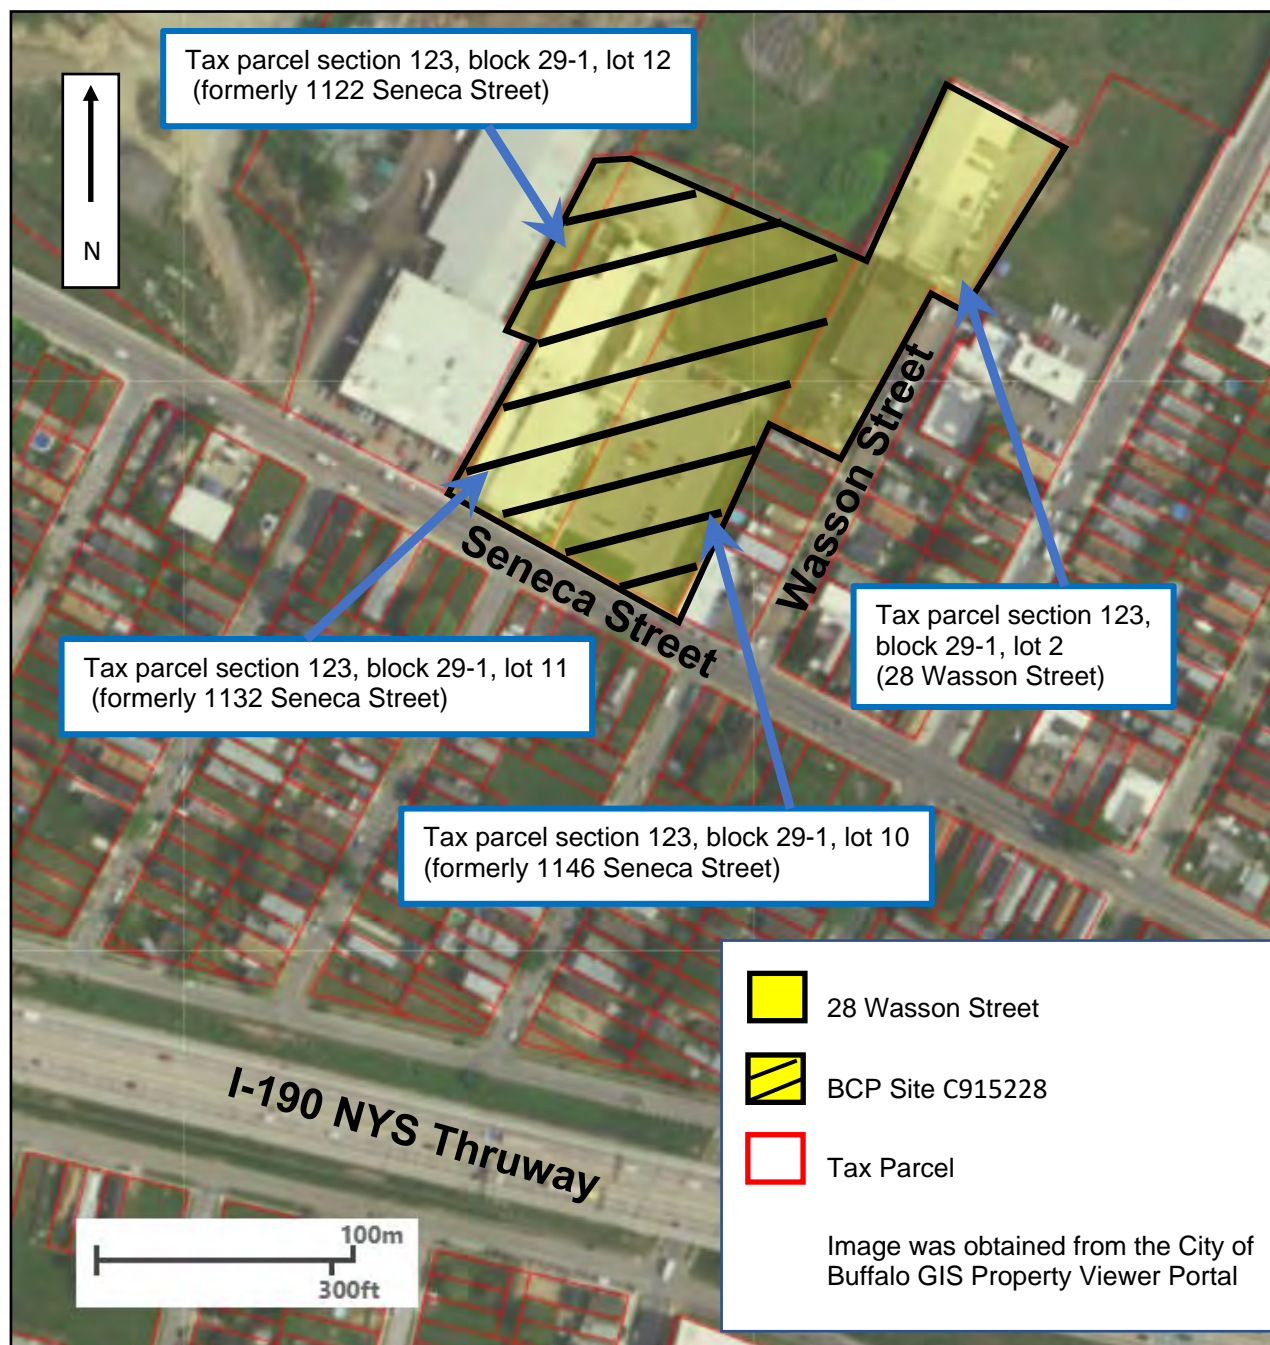 Tax parcel section 123, block 29-1, lot 12
(formerly 1122 Seneca Street)
N
Seneca Street
Wasson Street
Tax parcel section 123,
block 29-1, lot 2
(28 Wasson Street)
Tax parcel section 123, block 29-1, lot 11
(formerly 1132 Seneca Street)
Tax parcel section 123, block 29-1, lot 10
(formerly 1146 Seneca Street)
I-190 NYS Thruway
28 Wasson Street
BCP Site C915228
Tax Parcel
Image was obtained from the City of
Buffalo GIS Property Viewer Portal
100m
300ft